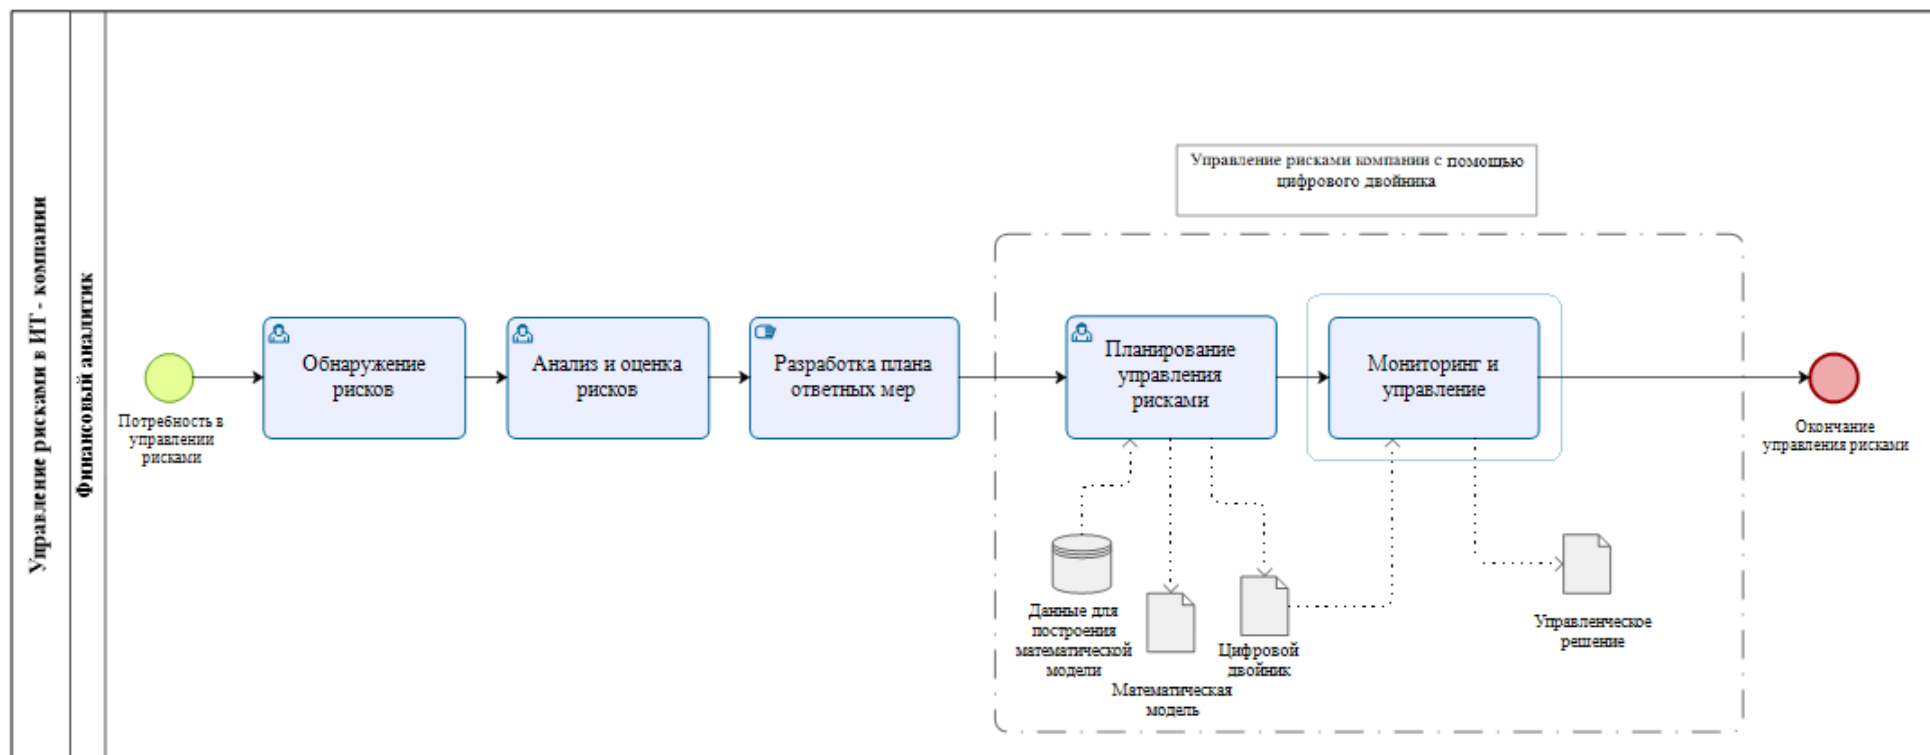 Управление рисками в ИТ - компании
Финансовый аналитик
Потребность в
управлении
рисками
Обнаружение
рисков
Анализ и оценка
рисков
Разработка плана
ответных мер
Управление рисками компании с помощью
цифрового двойника
Планирование
управления
рисками
Мониторинг и
управление
Окончание
управления рисками
Данные для
построения
математической
модели
Математическая
модель
Цифровой
двойник
Управленческое
решение